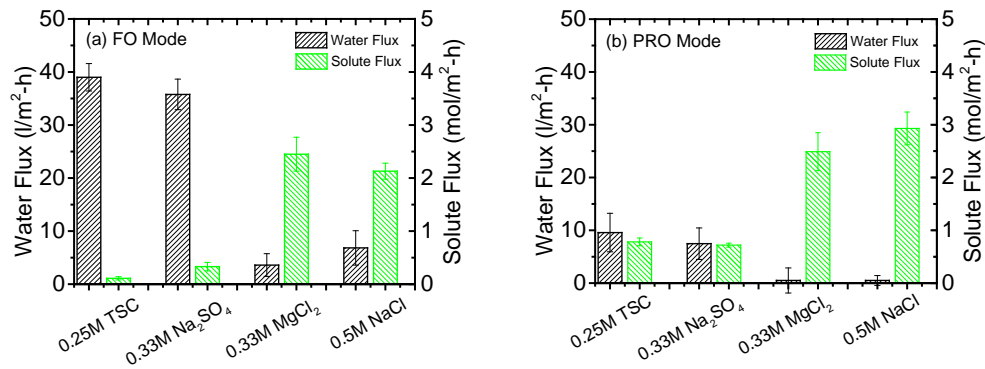 (a) FO Mode
Water Flux
Solute Flux
Water Flux (l/m²-h)
50
40
30
20
10
0
Solute Flux (mol/m²-h)
5
4
3
2
1
0
0.25M TSC
0.33M Na₂SO₄
0.33M MgCl₂
0.5M NaCl
(b) PRO Mode
Water Flux
Solute Flux
Water Flux (l/m²-h)
50
40
30
20
10
0
Solute Flux (mol/m²-h)
5
4
3
2
1
0
0.25M TSC
0.33M Na₂SO₄
0.33M MgCl₂
0.5M NaCl